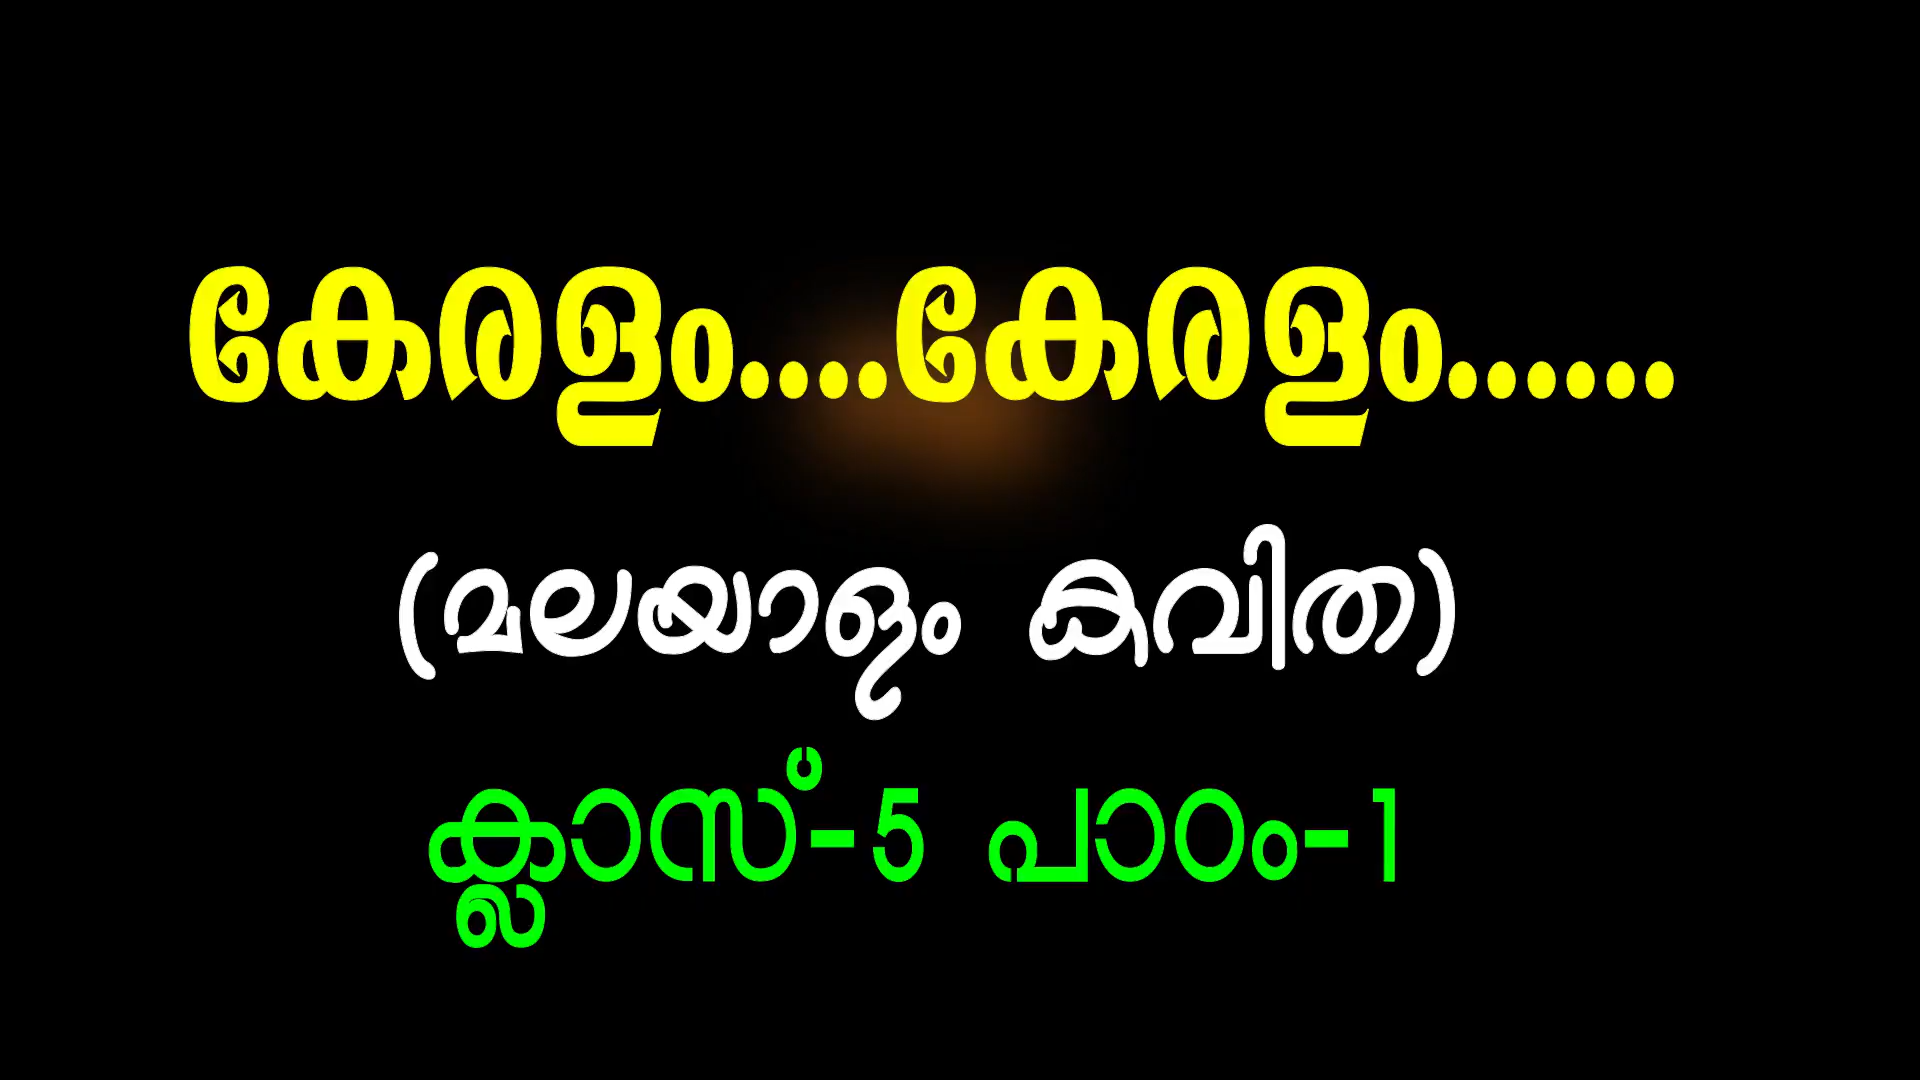 കേരളം....കേരളം......
(മലയാളം കവിത)
ക്ലാസ്-5 പാഠം-1